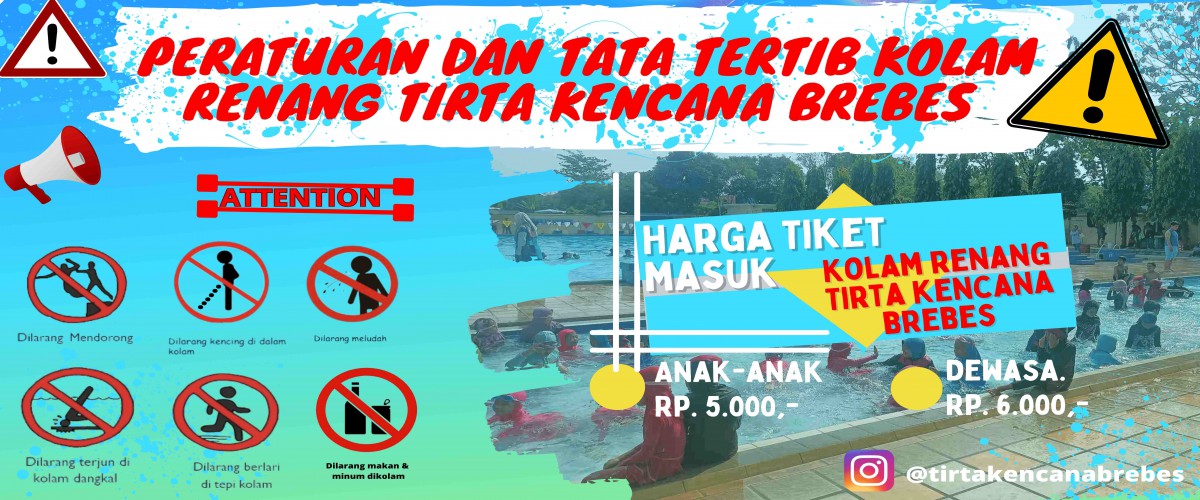 PERATURAN DAN TATA TERTIB KOLAM
RENANG TIRTA KENCANA BREBES
ATTENTION
Dilarang Mendorong
Dilarang kencing di dalam
kolam
Dilarang meludah
Dilarang terjun di
kolam dangkal
Dilarang berlari
di tepi kolam
Dilarang makan &
minum dikolam
HARGA TIKET
MASUK
KOLAM RENANG
TIRTA KENCANA
BREBES
ANAK-ANAK
RP. 5.000,-
DEWASA.
RP. 6.000,-
@tirtakencanabrebes